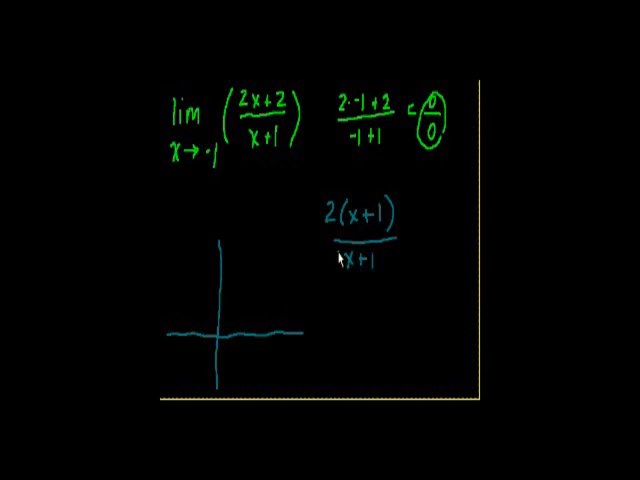 lim (2x+2 / x+1) 2·-1+2 / -1+1 = 0/0
x→-1
2(x+1)
x+1